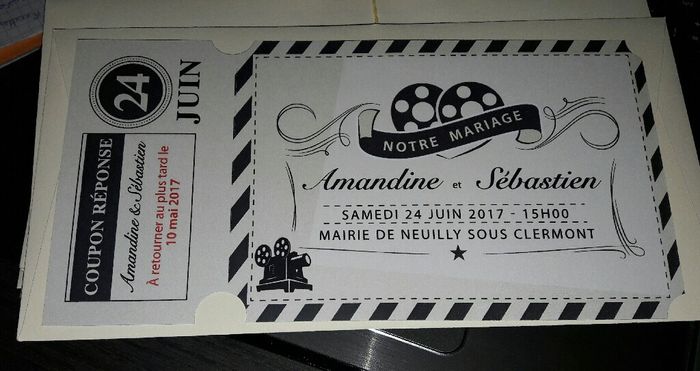 24
JUIN
COUPON RÉPONSE
Amandine & Sébastien
À retourner au plus tard le
10 mai 2017
NOTRE MARIAGE
Amandine et Sébastien
SAMEDI 24 JUIN 2017 - 15H00
MAIRIE DE NEUILLY SOUS CLERMONT